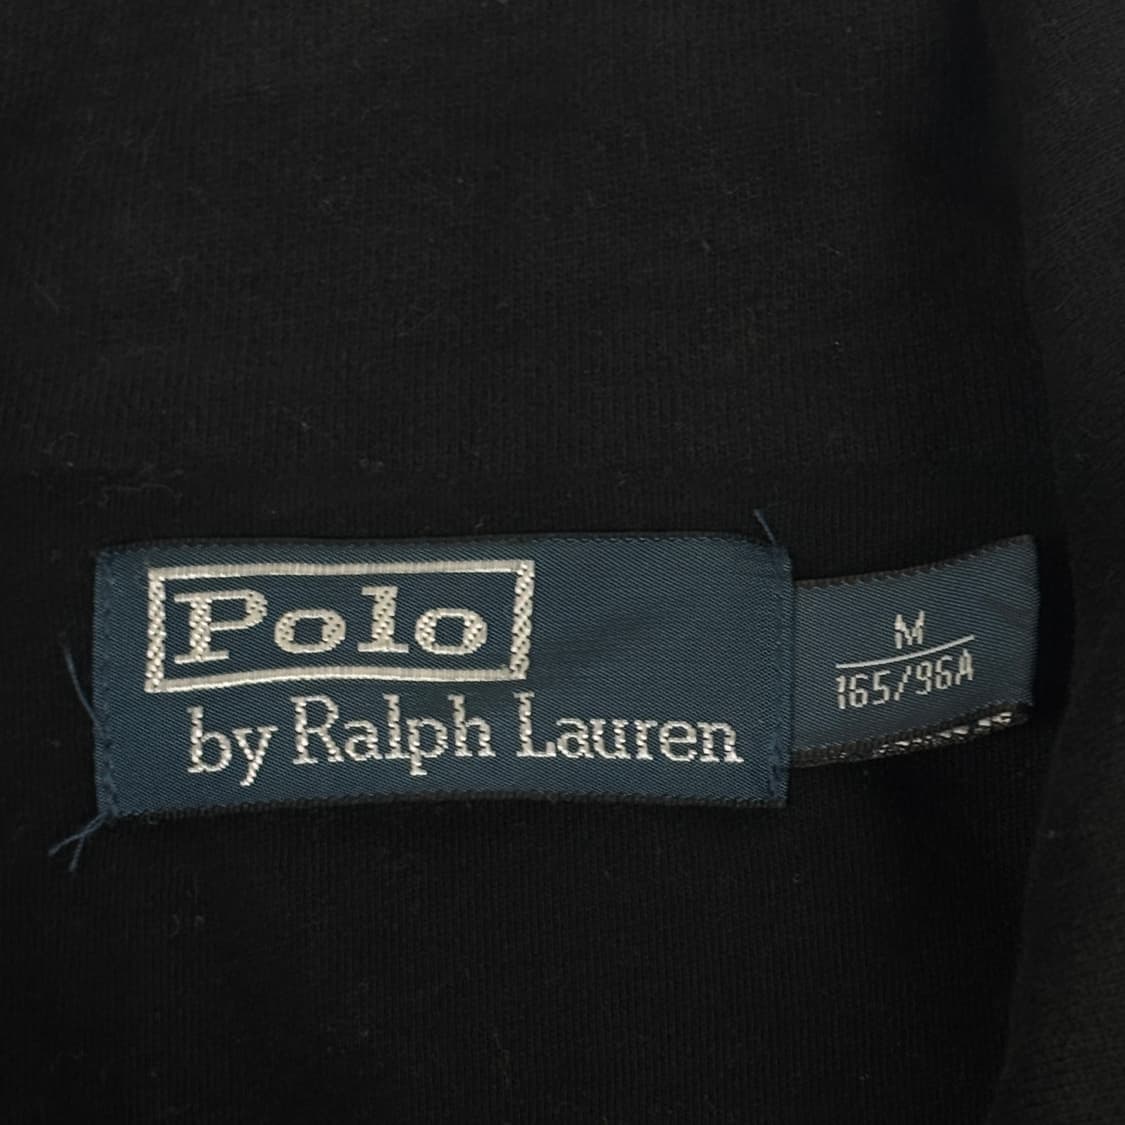 Polo
by Ralph Lauren
M
165/96A